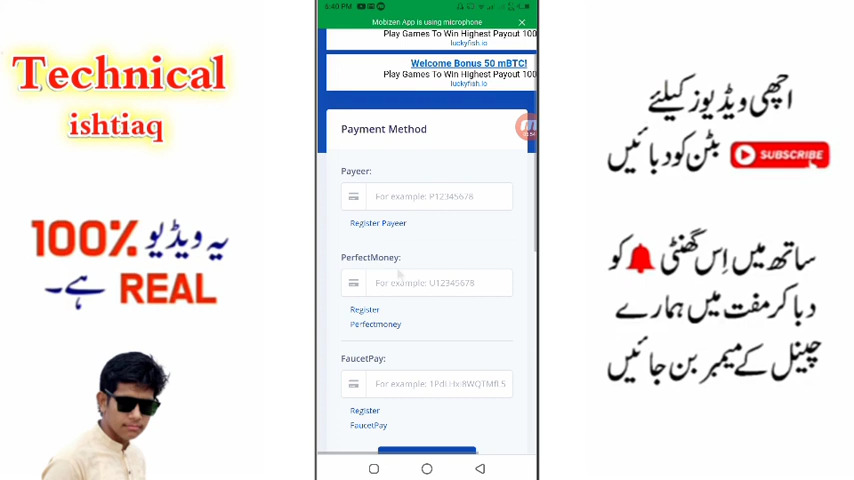 Technical
ishtiaq
یہ ویڈیو 100%
REAL ہے۔
6:40 PM
Mobizen App is using microphone
Play Games To Win Highest Payout 100
luckyfish.io
Welcome Bonus 50 mBTC!
Play Games To Win Highest Payout 100
luckyfish.io
Payment Method
Payeer:
For example: P12345678
Register Payeer
PerfectMoney:
For example: U12345678
Register
Perfectmoney
FaucetPay:
Register
FaucetPay
اچھی ویڈیوز کیلئے
SUBSCRIBE بٹن کو دبائیں
ساتھ میں اِس گھنٹی کو
دبا کر مفت میں ہمارے
چینل کے میمبر بن جائیں